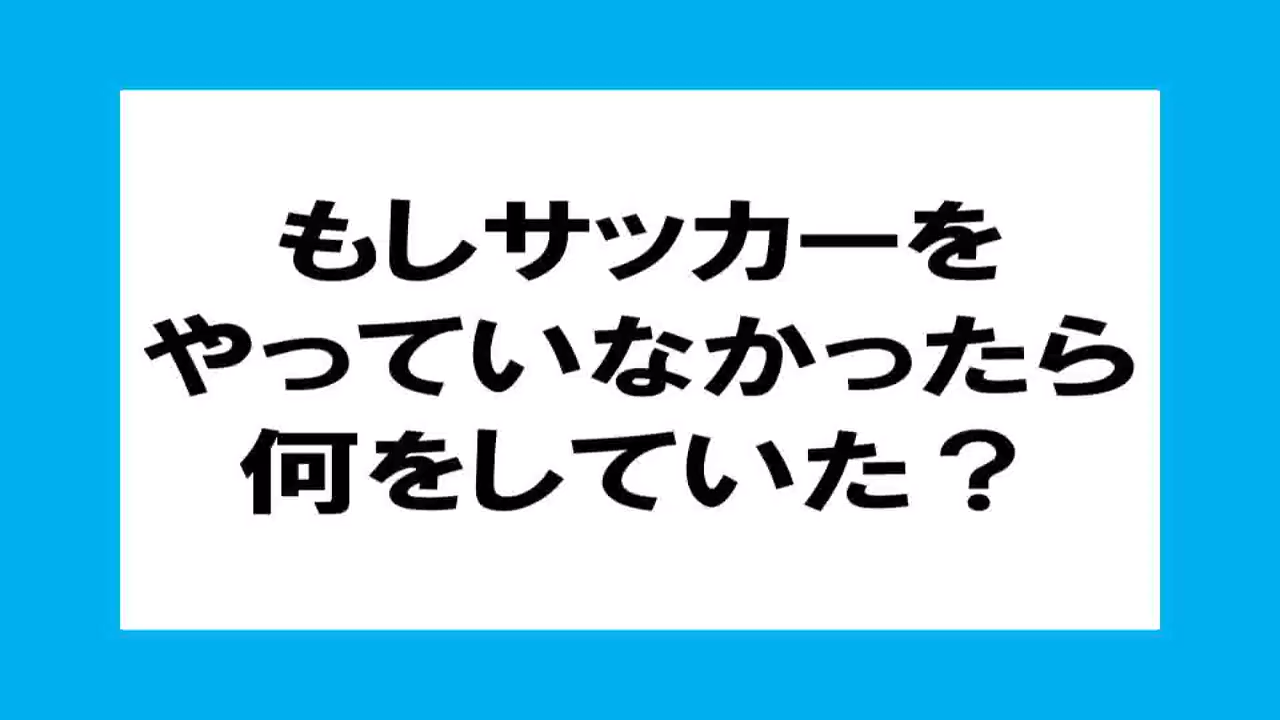 もしサッカーを
やっていなかったら
何をしていた？